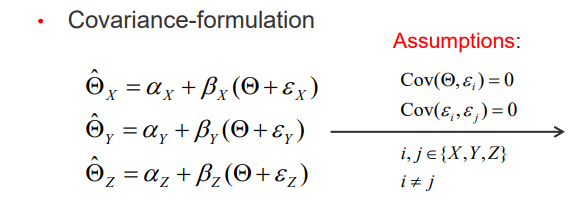 • Covariance-formulation
Assumptions:
Θ̂_X = α_X + β_X(Θ + ε_X)
Θ̂_Y = α_Y + β_Y(Θ + ε_Y)
Θ̂_Z = α_Z + β_Z(Θ + ε_Z)
Cov(Θ, ε_i) = 0
Cov(ε_i, ε_j) = 0
i, j ∈ {X,Y,Z}
i ≠ j